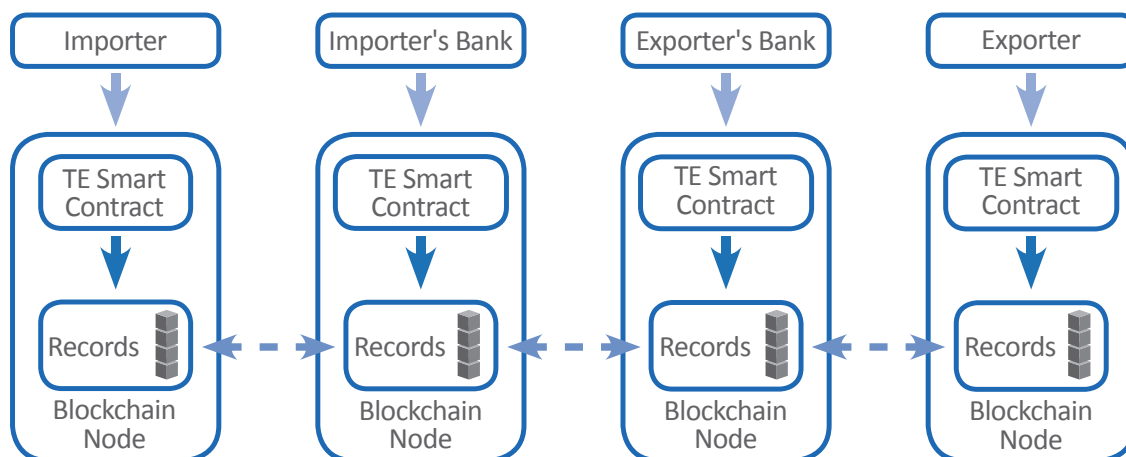 Importer
Importer's Bank
Exporter's Bank
Exporter
TE Smart
Contract
TE Smart
Contract
TE Smart
Contract
TE Smart
Contract
Records
Records
Records
Records
Blockchain
Node
Blockchain
Node
Blockchain
Node
Blockchain
Node